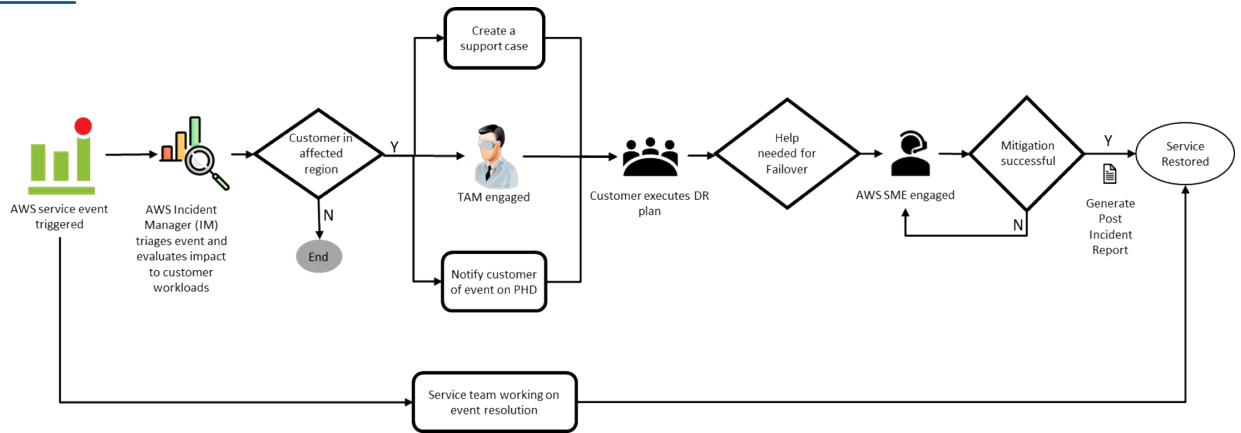 Create a
support case
Customer in
affected
region
Y
N
End
AWS service event
triggered
AWS Incident
Manager (IM)
triages event and
evaluates impact
to customer
workloads
TAM engaged
Notify customer
of event on PHD
Customer executes DR
plan
Help
needed for
Failover
AWS SME engaged
Mitigation
successful
Y
N
Generate
Post
Incident
Report
Service
Restored
Service team working on
event resolution